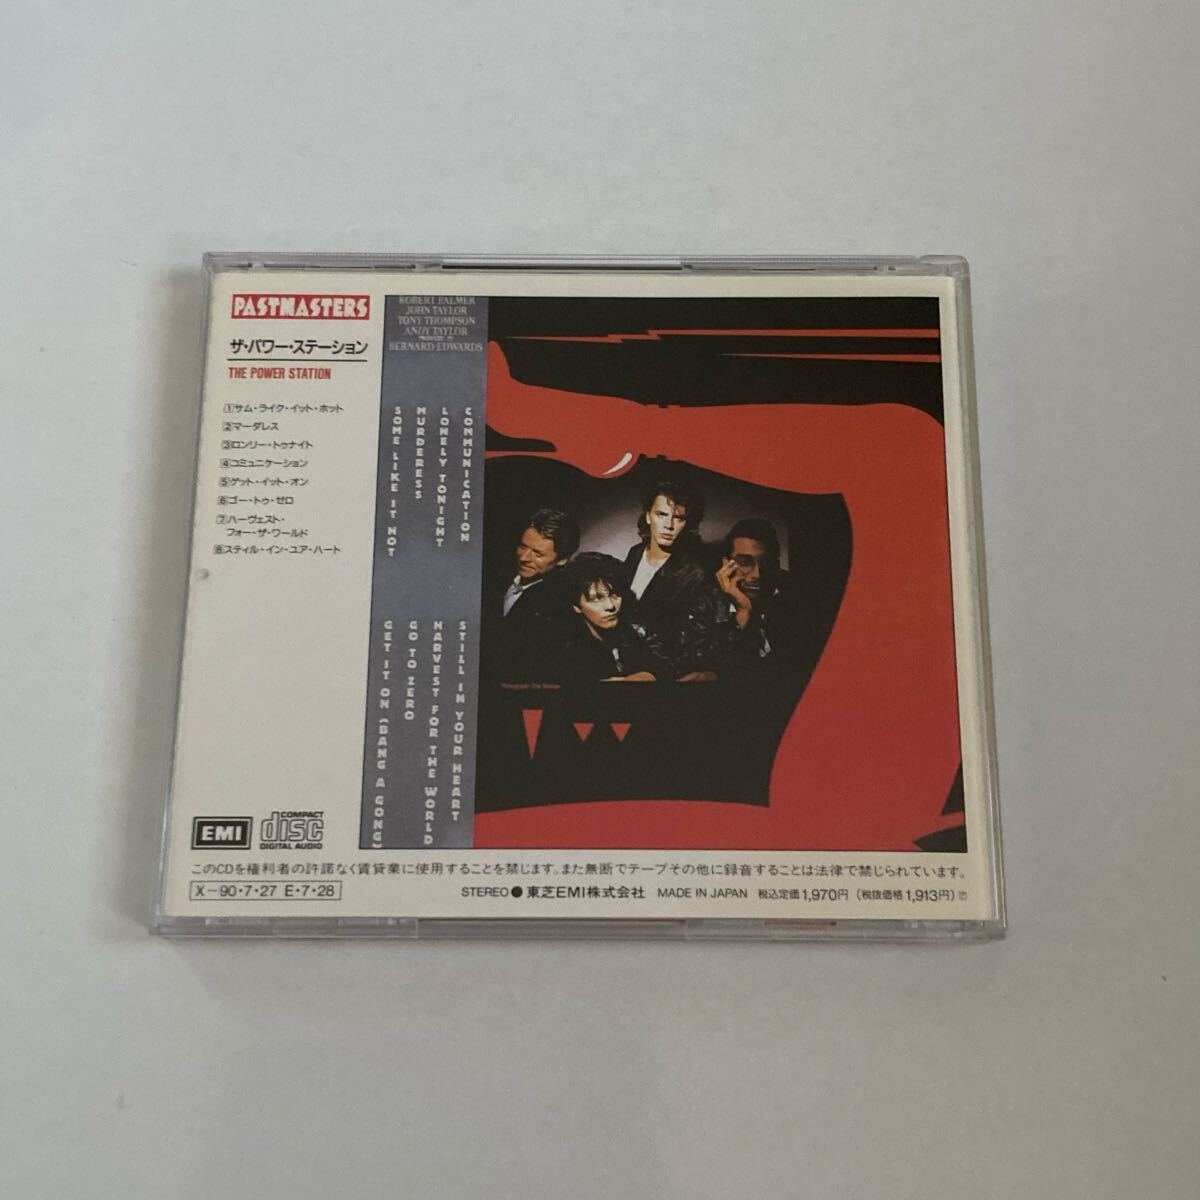 PASTMASTERS
ザ・パワー・ステーション
THE POWER STATION
1 サム・ライク・イット・ホット
2 マーダレス
3 ロンリー・トゥナイト
4 コミュニケーション
5 ゲット・イット・オン
6 ゴー・トゥ・ゼロ
7 ハーヴェスト・
フォー・ザ・ワールド
8 スティル・イン・ユア・ハート
ROBERT PALMER
JOHN TAYLOR
TONY THOMPSON
ANDY TAYLOR
PRODUCED BY
BERNARD EDWARDS
SOME LIKE IT HOT
MURDERESS
LONELY TONIGHT
COMMUNICATION
GET IT ON (BANG A GONG)
GO TO ZERO
HARVEST FOR THE WORLD
STILL IN YOUR HEART
EMI
COMPACT
disc
DIGITAL AUDIO
このCDを権利者の許諾なく賃貸業に使用することを禁じます。また無断でテープその他に録音することは法律で禁じられています。
X～90・7・27 E・7・28
STEREO ● 東芝EMI株式会社 MADE IN JAPAN 税込定価1,970円 (税抜価格1,913円)